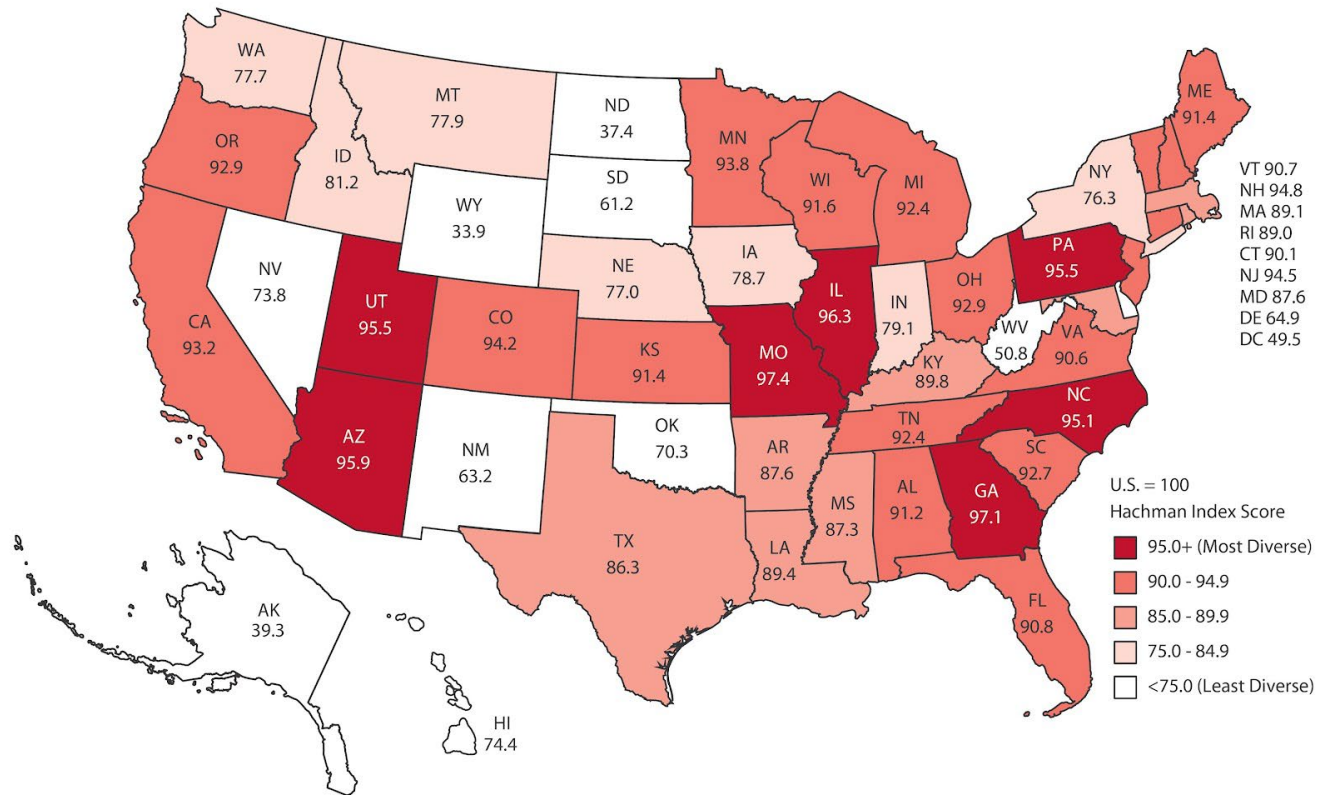 WA
77.7
OR
92.9
CA
93.2
ID
81.2
NV
73.8
MT
77.9
WY
33.9
UT
95.5
AZ
95.9
CO
94.2
NM
63.2
ND
37.4
SD
61.2
NE
77.0
KS
91.4
OK
70.3
TX
86.3
MN
93.8
IA
78.7
MO
97.4
AR
87.6
LA
89.4
WI
91.6
IL
96.3
MS
87.3
MI
92.4
IN
79.1
KY
89.8
TN
92.4
AL
91.2
OH
92.9
WV
50.8
GA
97.1
FL
90.8
SC
92.7
NC
95.1
VA
90.6
PA
95.5
NY
76.3
ME
91.4
AK
39.3
HI
74.4
VT 90.7
NH 94.8
MA 89.1
RI 89.0
CT 90.1
NJ 94.5
MD 87.6
DE 64.9
DC 49.5
U.S. = 100
Hachman Index Score
95.0+ (Most Diverse)
90.0 - 94.9
85.0 - 89.9
75.0 - 84.9
<75.0 (Least Diverse)